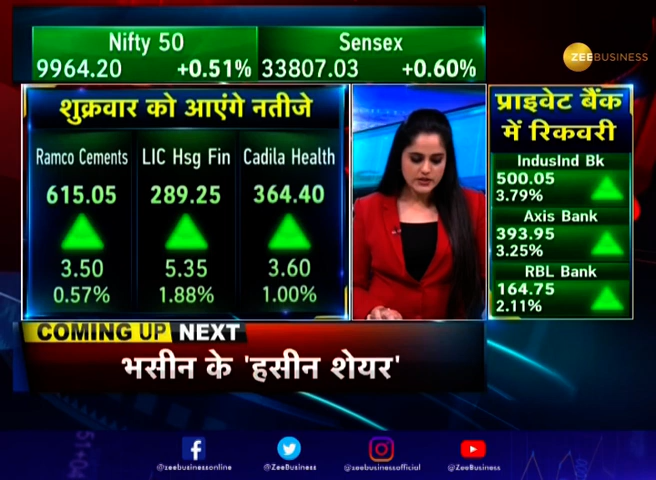 Nifty 50
9964.20 +0.51%
Sensex
33807.03 +0.60%
ZEEBUSINESS
शुक्रवार को आएंगे नतीजे
Ramco Cements
615.05
3.50
0.57%
LIC Hsg Fin
289.25
5.35
1.88%
Cadila Health
364.40
3.60
1.00%
प्राइवेट बैंक
में रिकवरी
IndusInd Bk
500.05
3.79%
Axis Bank
393.95
3.25%
RBL Bank
164.75
2.11%
COMING UP NEXT
भसीन के 'हसीन शेयर'
@zeebusinessonline
@ZeeBusiness
@zeebusinessofficial
@ZeeBusiness